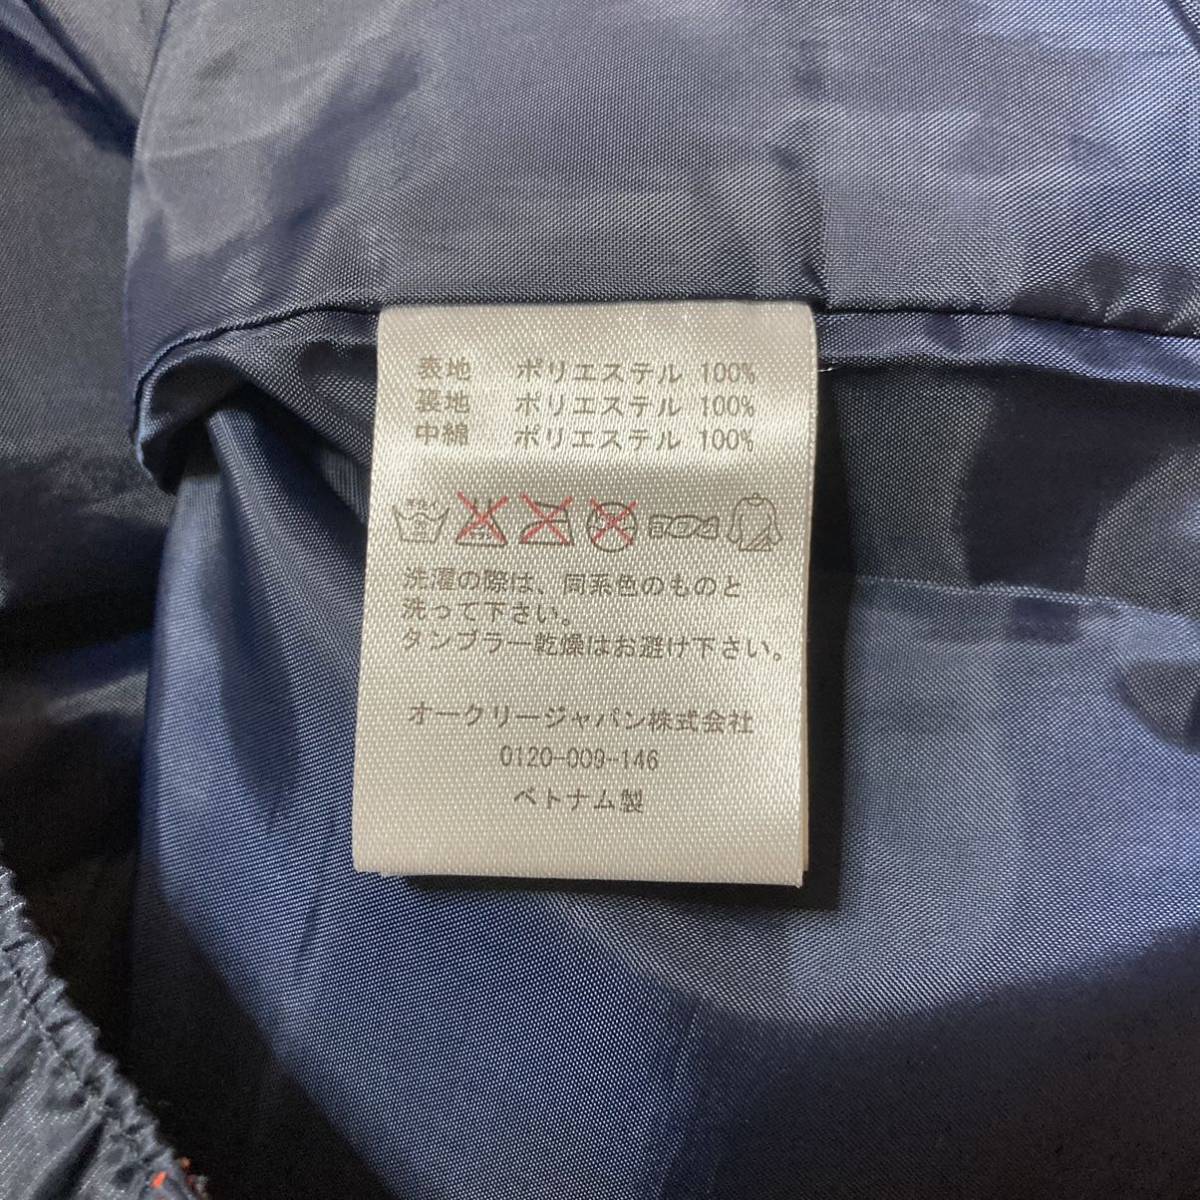 表地 ポリエステル 100%
裏地 ポリエステル 100%
中綿 ポリエステル 100%
洗濯の際は、同系色のものと
洗って下さい。
タンブラー乾燥はお避け下さい。
オークリージャパン株式会社
0120-009-146
ベトナム製